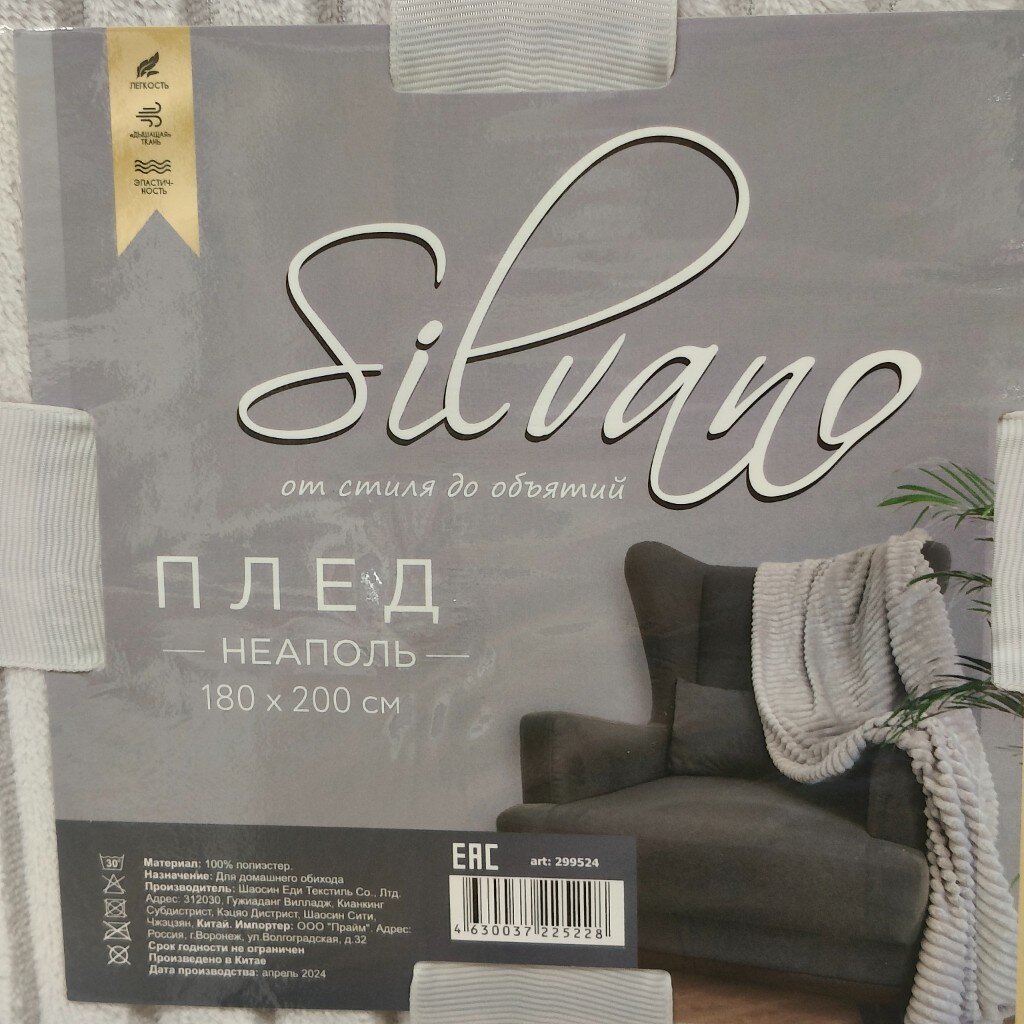 ЛЕГКОСТЬ
«ДЫШАЩАЯ»
ТКАНЬ
ЭЛАСТИЧ-
НОСТЬ
Silvano
от стиля до объятий
ПЛЕД
— НЕАПОЛЬ —
180 х 200 см
30°
Материал: 100% полиэстер.
Назначение: Для домашнего обихода
Производитель: Шаосин Еди Текстиль Со., Лтд.
Адрес: 312030, Гужиаданг Вилладж, Кианкинг
Субдистрист, Кэцяо Дистрист, Шаосин Сити,
Чжэцзян, Китай. Импортер: ООО "Прайм". Адрес:
Россия, г.Воронеж, ул.Волгоградская, д.32
Срок годности не ограничен
Произведено в Китае
Дата производства: апрель 2024
EAC art: 299524
4 630037 225228